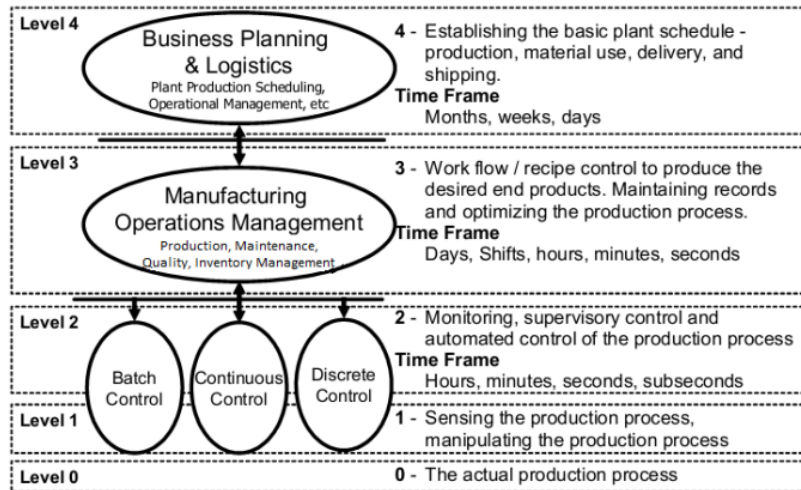 Level 4
Business Planning
& Logistics
Plant Production Scheduling,
Operational Management, etc
4 - Establishing the basic plant schedule -
production, material use, delivery, and
shipping.
Time Frame
Months, weeks, days
Level 3
Manufacturing
Operations Management
Production, Maintenance,
Quality, Inventory Management
3 - Work flow / recipe control to produce the
desired end products. Maintaining records
and optimizing the production process.
Time Frame
Days, Shifts, hours, minutes, seconds
Level 2
Batch
Control
Continuous
Control
Discrete
Control
2 - Monitoring, supervisory control and
automated control of the production process
Time Frame
Hours, minutes, seconds, subseconds
Level 1
1 - Sensing the production process,
manipulating the production process
Level 0
0 - The actual production process